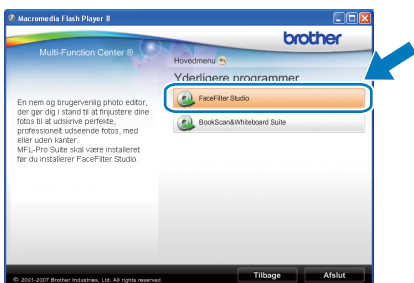 Macromedia Flash Player 8
brother
Multi-Function Center ®
Hovedmenu
Yderligere programmer
FaceFilter Studio
BookScan&Whiteboard Suite
En nem og brugervenlig photo editor,
der gør dig i stand til at finjustere dine
fotos til at udskrive perfekte,
professionelt udseende fotos, med
eller uden kanter.
MFL-Pro Suite skal være installeret
før du installerer FaceFilter Studio.
Tilbage
Afslut
© 2001-2007 Brother Industries, Ltd. All rights reserved